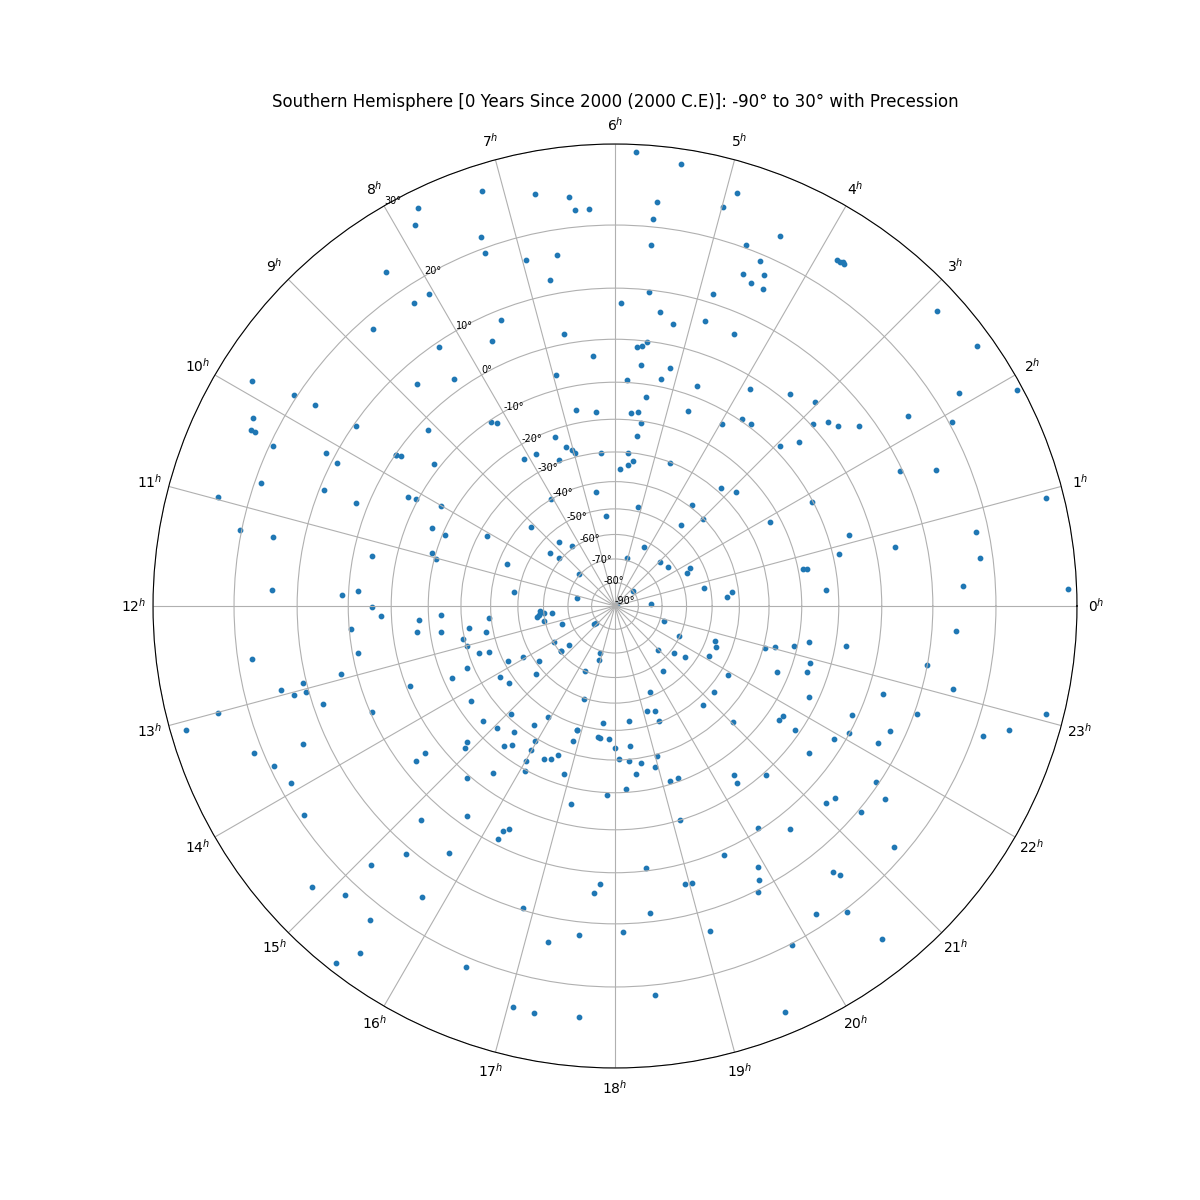 Southern Hemisphere [0 Years Since 2000 (2000 C.E)]: -90° to 30° with Precession
6ʰ
7ʰ
5ʰ
8ʰ
4ʰ
30°
9ʰ
3ʰ
20°
10°
10ʰ
2ʰ
0°
-10°
-20°
-30°
11ʰ
1ʰ
-40°
-50°
-60°
-70°
-80°
-90°
12ʰ
0ʰ
13ʰ
23ʰ
14ʰ
22ʰ
15ʰ
21ʰ
16ʰ
20ʰ
17ʰ
19ʰ
18ʰ